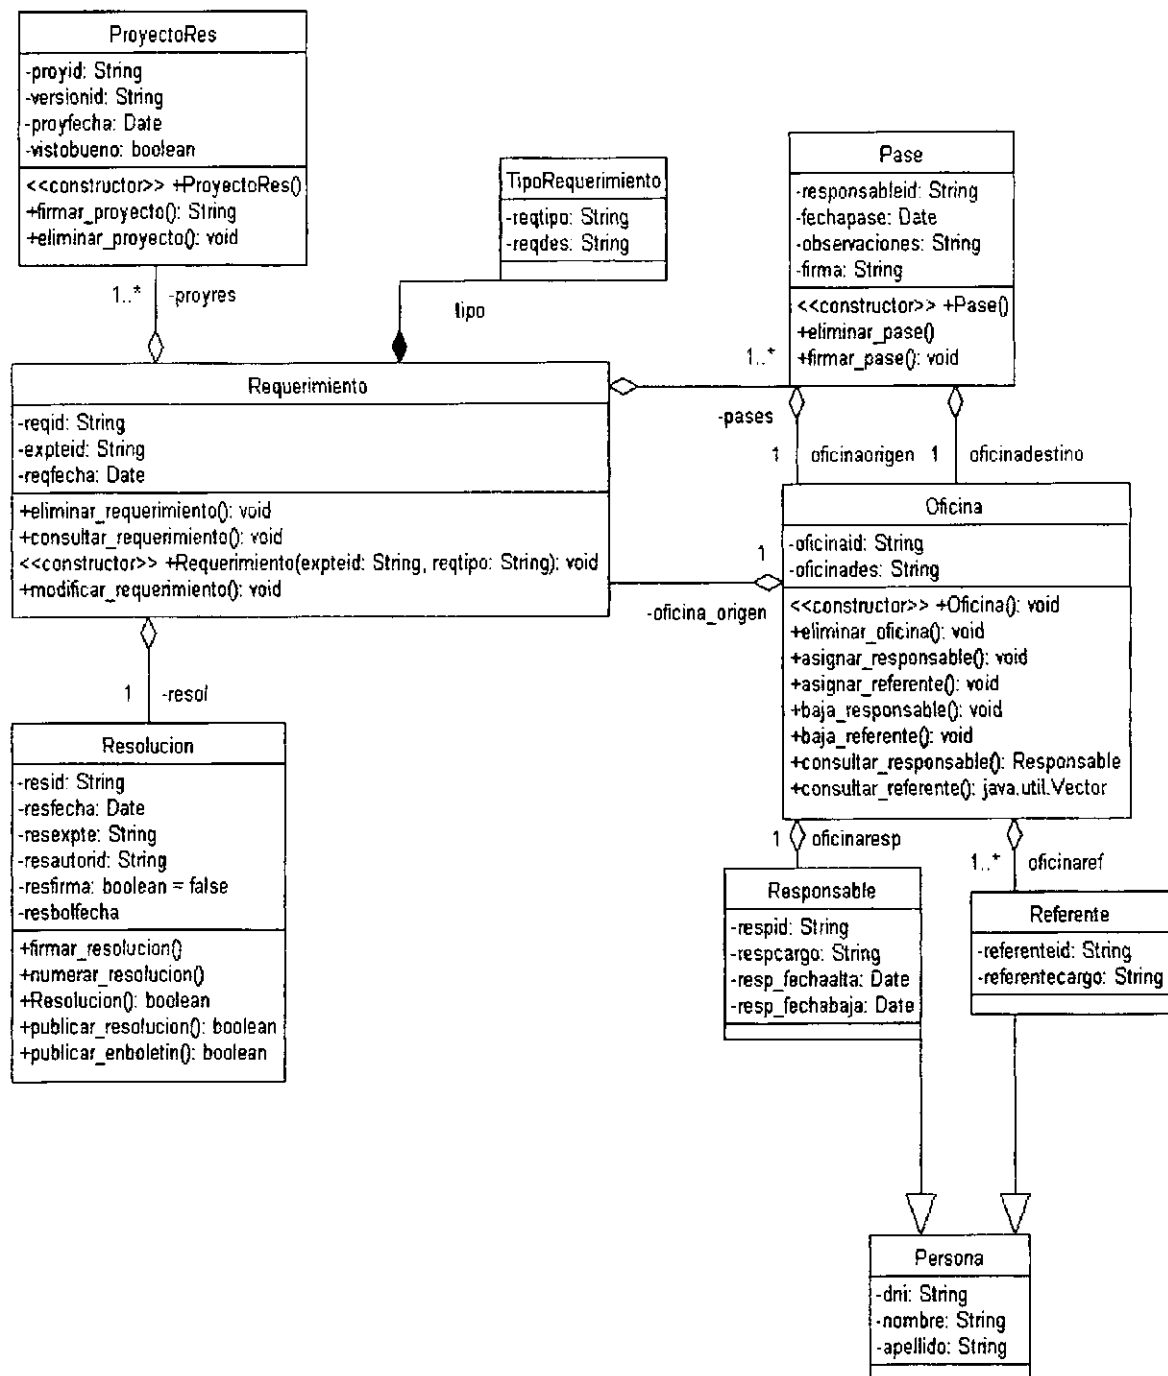 ProyectoRes
-proyid: String
-versionid: String
-proyfecha: Date
-vistobueno: boolean
<<constructor>> +ProyectoRes()
+firmar_proyecto(): String
+eliminar_proyecto(): void
1..* -proyres
TipoRequerimiento
-reqtipo: String
-reqdes: String
tipo
Pase
-responsableid: String
-fechapase: Date
-observaciones: String
-firma: String
<<constructor>> +Pase()
+eliminar_pase()
+firmar_pase(): void
1..*
-pases
1 oficinaorigen 1 oficinadestino
Requerimiento
-reqid: String
-expteid: String
-reqfecha: Date
+eliminar_requerimiento(): void
+consultar_requerimiento(): void
<<constructor>> +Requerimiento(expteid: String, reqtipo: String): void
+modificar_requerimiento(): void
1
-oficina_origen
Oficina
-oficinaid: String
-oficinades: String
<<constructor>> +Oficina(): void
+eliminar_oficina(): void
+asignar_responsable(): void
+asignar_referente(): void
+baja_responsable(): void
+baja_referente(): void
+consultar_responsable(): Responsable
+consultar_referente(): java.util.Vector
1 -resol
Resolucion
-resid: String
-resfecha: Date
-resexpte: String
-resautorid: String
-resfirma: boolean = false
-resbolfecha
+firmar_resolucion()
+numerar_resolucion()
+Resolucion(): boolean
+publicar_resolucion(): boolean
+publicar_enboletin(): boolean
1 oficinaresp
1..* oficinaref
Responsable
-respid: String
-respcargo: String
-resp_fechaalta: Date
-resp_fechabaja: Date
Referente
-referenteid: String
-referentecargo: String
Persona
-dni: String
-nombre: String
-apellido: String